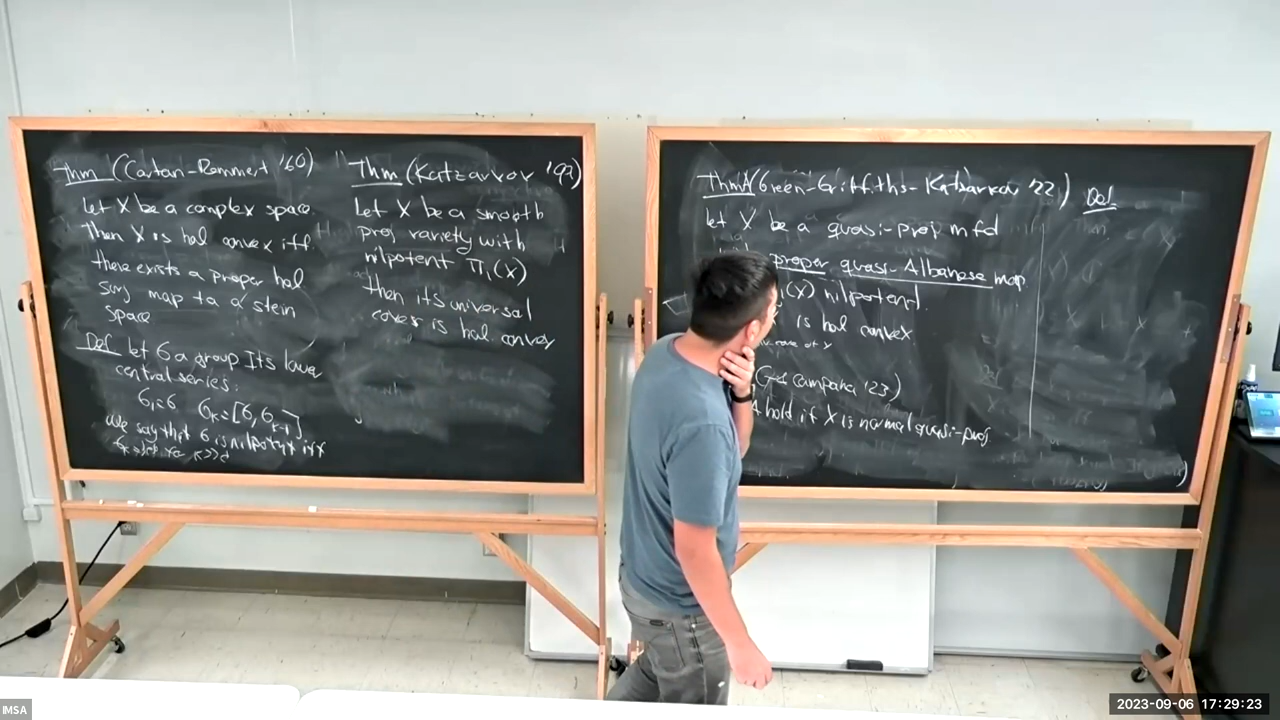 Thm (Cartan-Remmert '60)
Let X be a complex space.
Then X is hol convex iff
there exists a proper hol
surj map to a stein
space
Def let G a group Its lower
central series:
G₁=G G_k=[G,G_{k-1}]
We say that G is nilpotent iff
Thm (Katzarkov '97)
Let X be a smooth
proj variety with
nilpotent π₁(X)
then its universal
cover is hol. convex
ThmA (Green-Griffiths-Katzarkov '22)
let X be a quasi-proj mfd
proper quasi-Albanese map
(X) nilpotent.
is hol convex
Campana '23)
A hold if X is normal quasi-proj
Def.
IMSA
2023-09-06 17:29:23